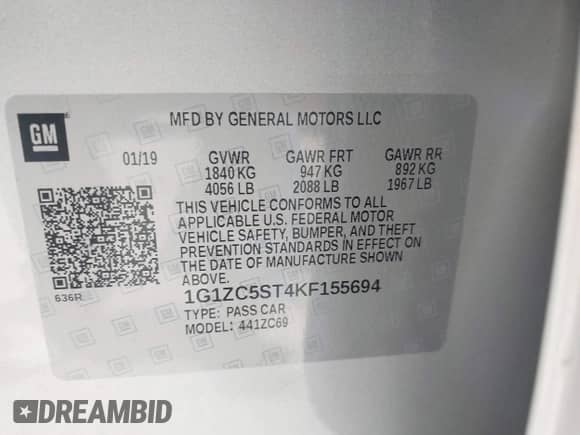 GM
MFD BY GENERAL MOTORS LLC
01/19 GVWR GAWR FRT GAWR RR
1840 KG 947 KG 892 KG
4056 LB 2088 LB 1967 LB
THIS VEHICLE CONFORMS TO ALL
APPLICABLE U.S. FEDERAL MOTOR
VEHICLE SAFETY, BUMPER, AND THEFT
PREVENTION STANDARDS IN EFFECT ON
THE DATE OF MANUFACTURE SHOWN
ABOVE.
636R
1G1ZC5ST4KF155694
TYPE: PASS CAR
MODEL: 441ZC69
DREAMBID